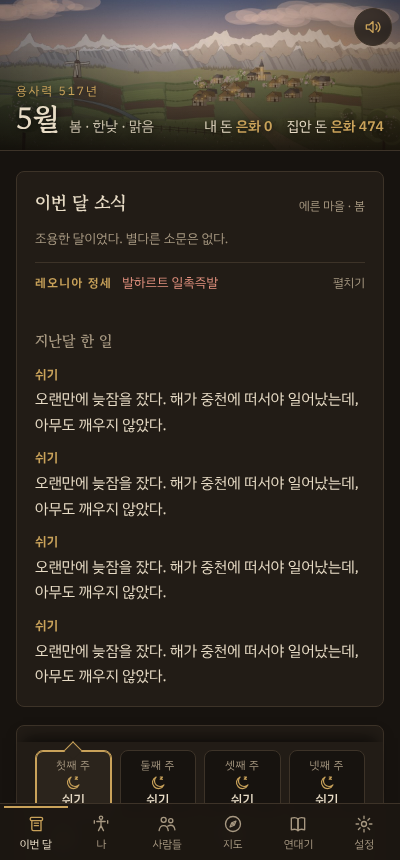 용사력 517년
5월 봄 · 한낮 · 맑음 내 돈 은화 0 집안 돈 은화 474
이번 달 소식 에른 마을 · 봄
조용한 달이었다. 별다른 소문은 없다.
레오니아 정세 발하르트 일촉즉발 펼치기
지난달 한 일
쉬기
오랜만에 늦잠을 잤다. 해가 중천에 떠서야 일어났는데,
아무도 깨우지 않았다.
쉬기
오랜만에 늦잠을 잤다. 해가 중천에 떠서야 일어났는데,
아무도 깨우지 않았다.
쉬기
오랜만에 늦잠을 잤다. 해가 중천에 떠서야 일어났는데,
아무도 깨우지 않았다.
쉬기
오랜만에 늦잠을 잤다. 해가 중천에 떠서야 일어났는데,
아무도 깨우지 않았다.
첫째 주 둘째 주 셋째 주 넷째 주
쉬기 쉬기 쉬기 쉬기
이번 달 나 사람들 지도 연대기 설정